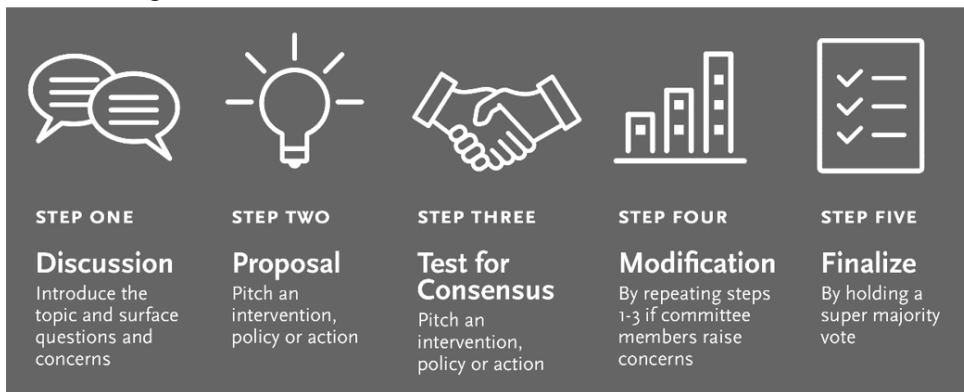 STEP ONE
Discussion
Introduce the
topic and surface
questions and
concerns
STEP TWO
Proposal
Pitch an
intervention,
policy or action
STEP THREE
Test for
Consensus
Pitch an
intervention,
policy or action
STEP FOUR
Modification
By repeating steps
1-3 if committee
members raise
concerns
STEP FIVE
Finalize
By holding a
super majority
vote